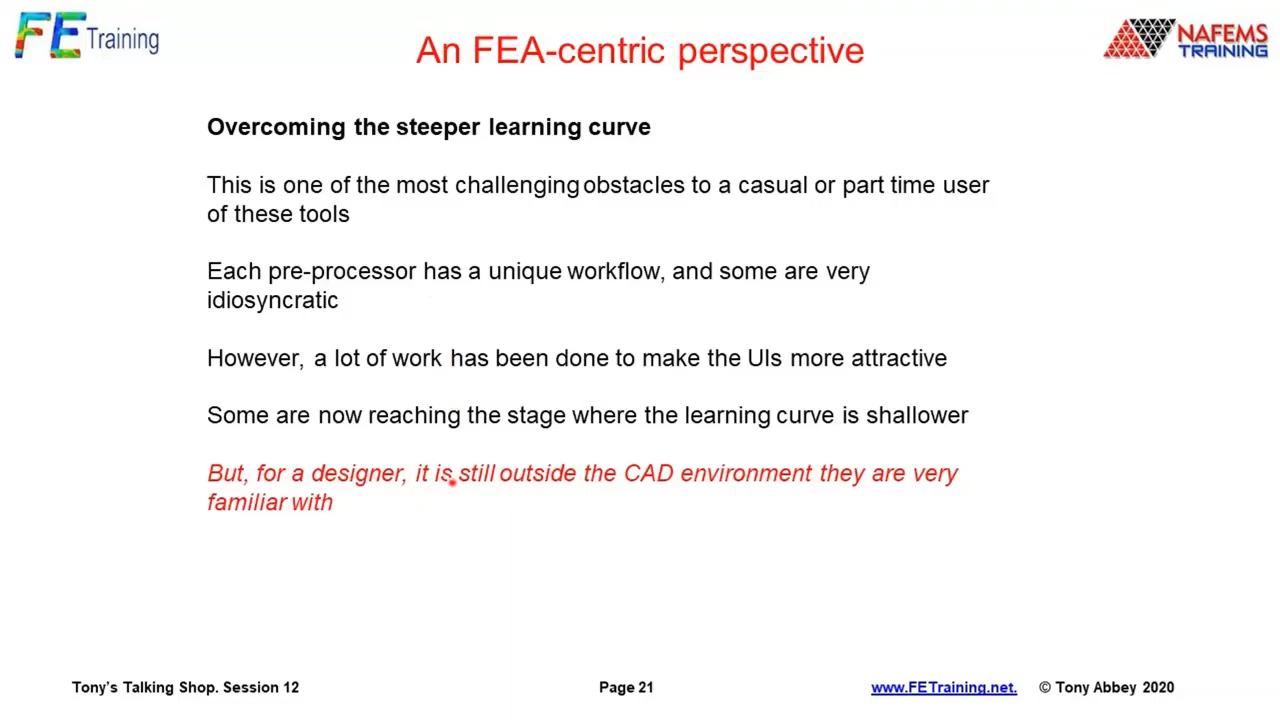 FE Training
An FEA-centric perspective
NAFEMS
TRAINING
Overcoming the steeper learning curve
This is one of the most challenging obstacles to a casual or part time user
of these tools
Each pre-processor has a unique workflow, and some are very
idiosyncratic
However, a lot of work has been done to make the UIs more attractive
Some are now reaching the stage where the learning curve is shallower
But, for a designer, it is still outside the CAD environment they are very
familiar with
Tony’s Talking Shop. Session 12
Page 21
www.FETraining.net.
© Tony Abbey 2020